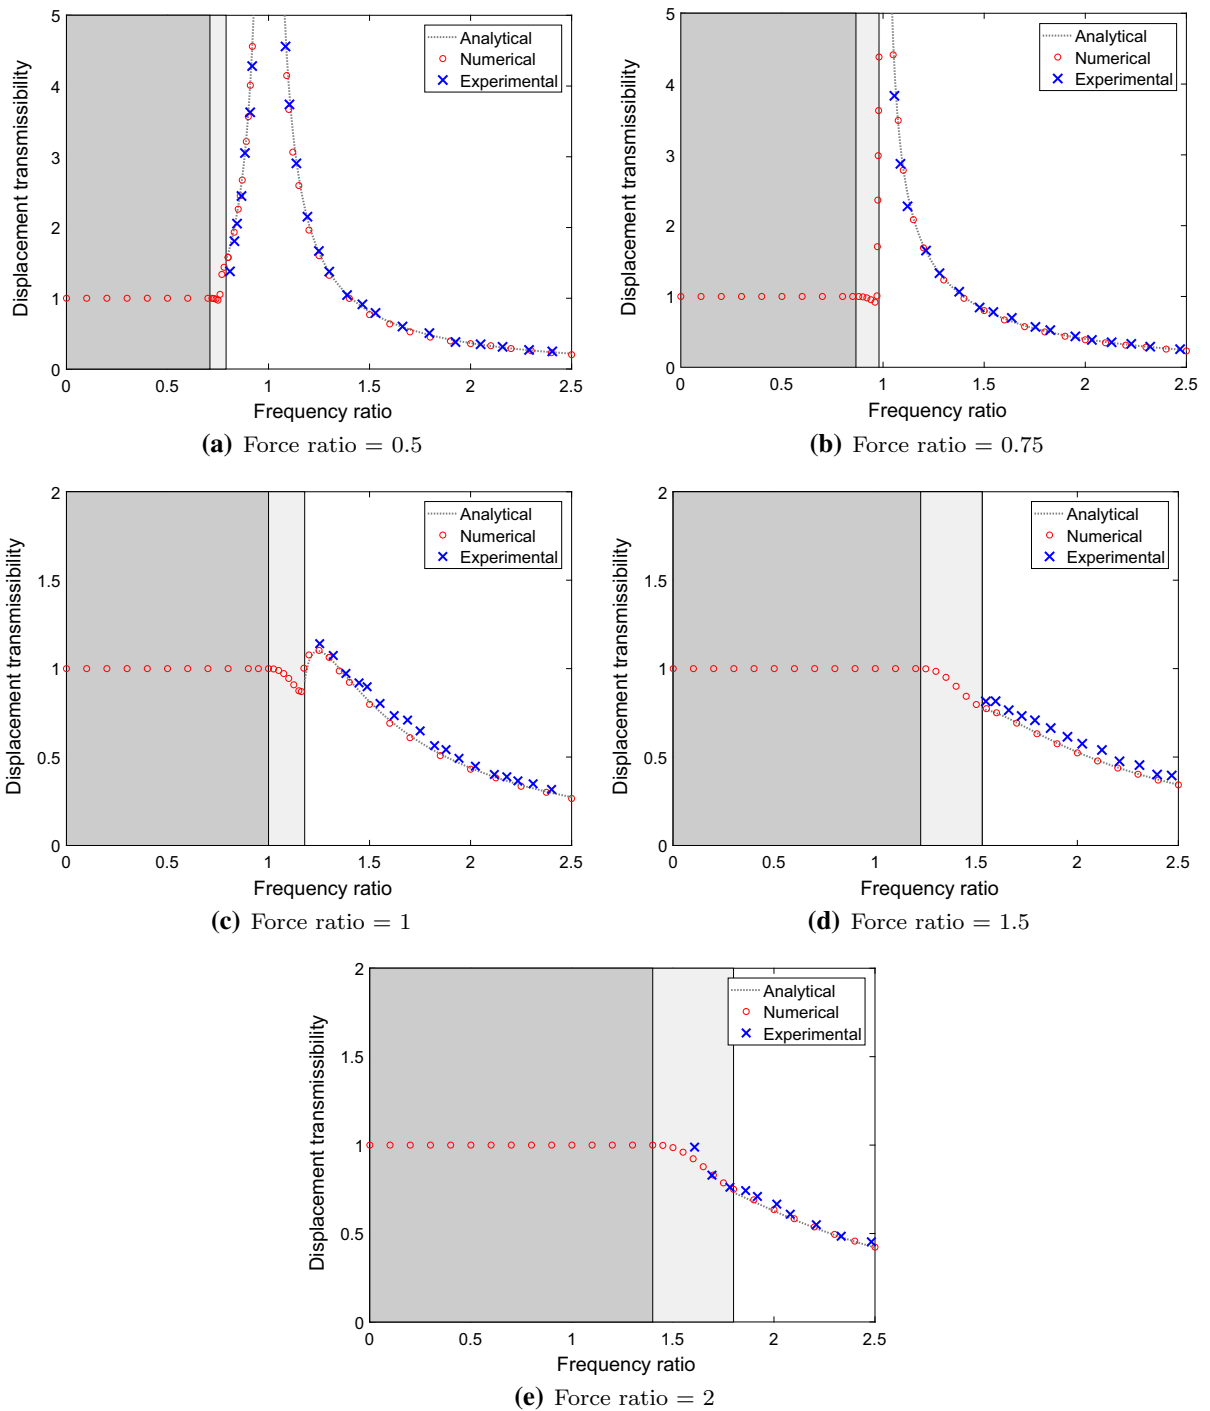 5
4
3
2
1
0
0
0.5
1
1.5
2
2.5
Displacement transmissibility
Frequency ratio
Analytical
Numerical
Experimental
(a) Force ratio = 0.5
5
4
3
2
1
0
0
0.5
1
1.5
2
2.5
Displacement transmissibility
Frequency ratio
Analytical
Numerical
Experimental
(b) Force ratio = 0.75
2
1.5
1
0.5
0
0
0.5
1
1.5
2
2.5
Displacement transmissibility
Frequency ratio
Analytical
Numerical
Experimental
(c) Force ratio = 1
2
1.5
1
0.5
0
0
0.5
1
1.5
2
2.5
Displacement transmissibility
Frequency ratio
Analytical
Numerical
Experimental
(d) Force ratio = 1.5
2
1.5
1
0.5
0
0
0.5
1
1.5
2
2.5
Displacement transmissibility
Frequency ratio
Analytical
Numerical
Experimental
(e) Force ratio = 2